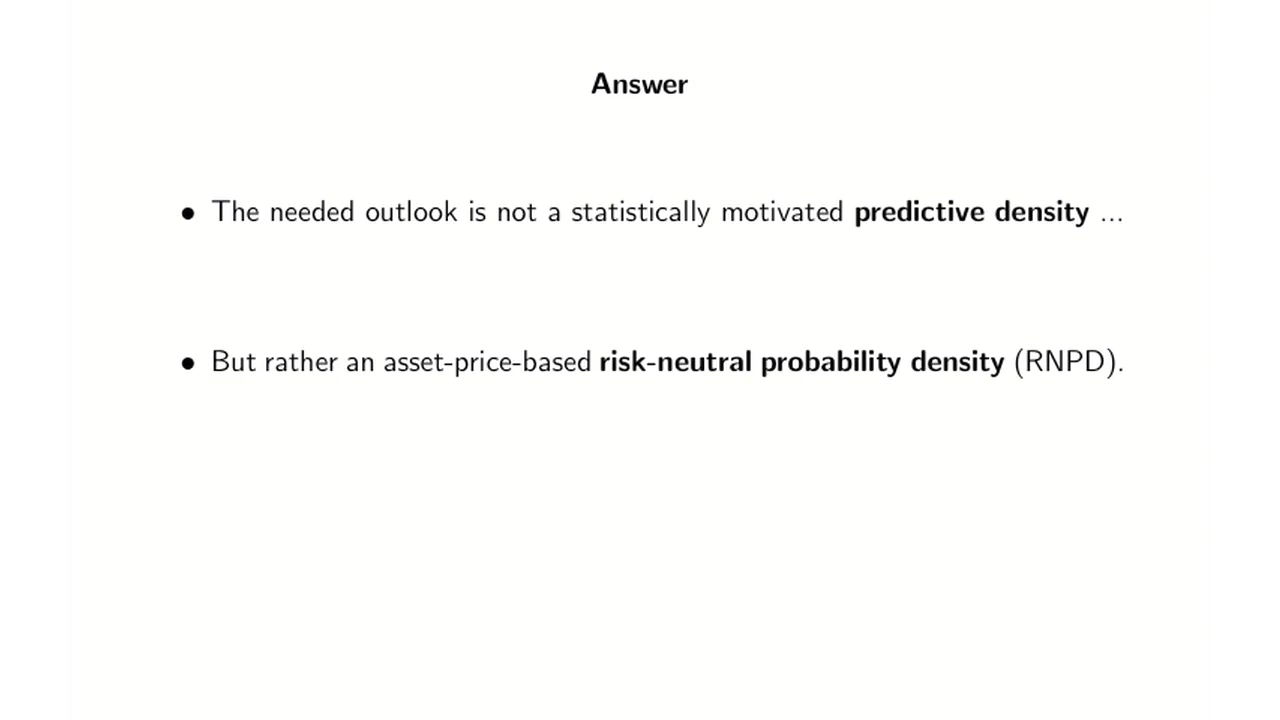 Answer
• The needed outlook is not a statistically motivated predictive density ...
• But rather an asset-price-based risk-neutral probability density (RNPD).